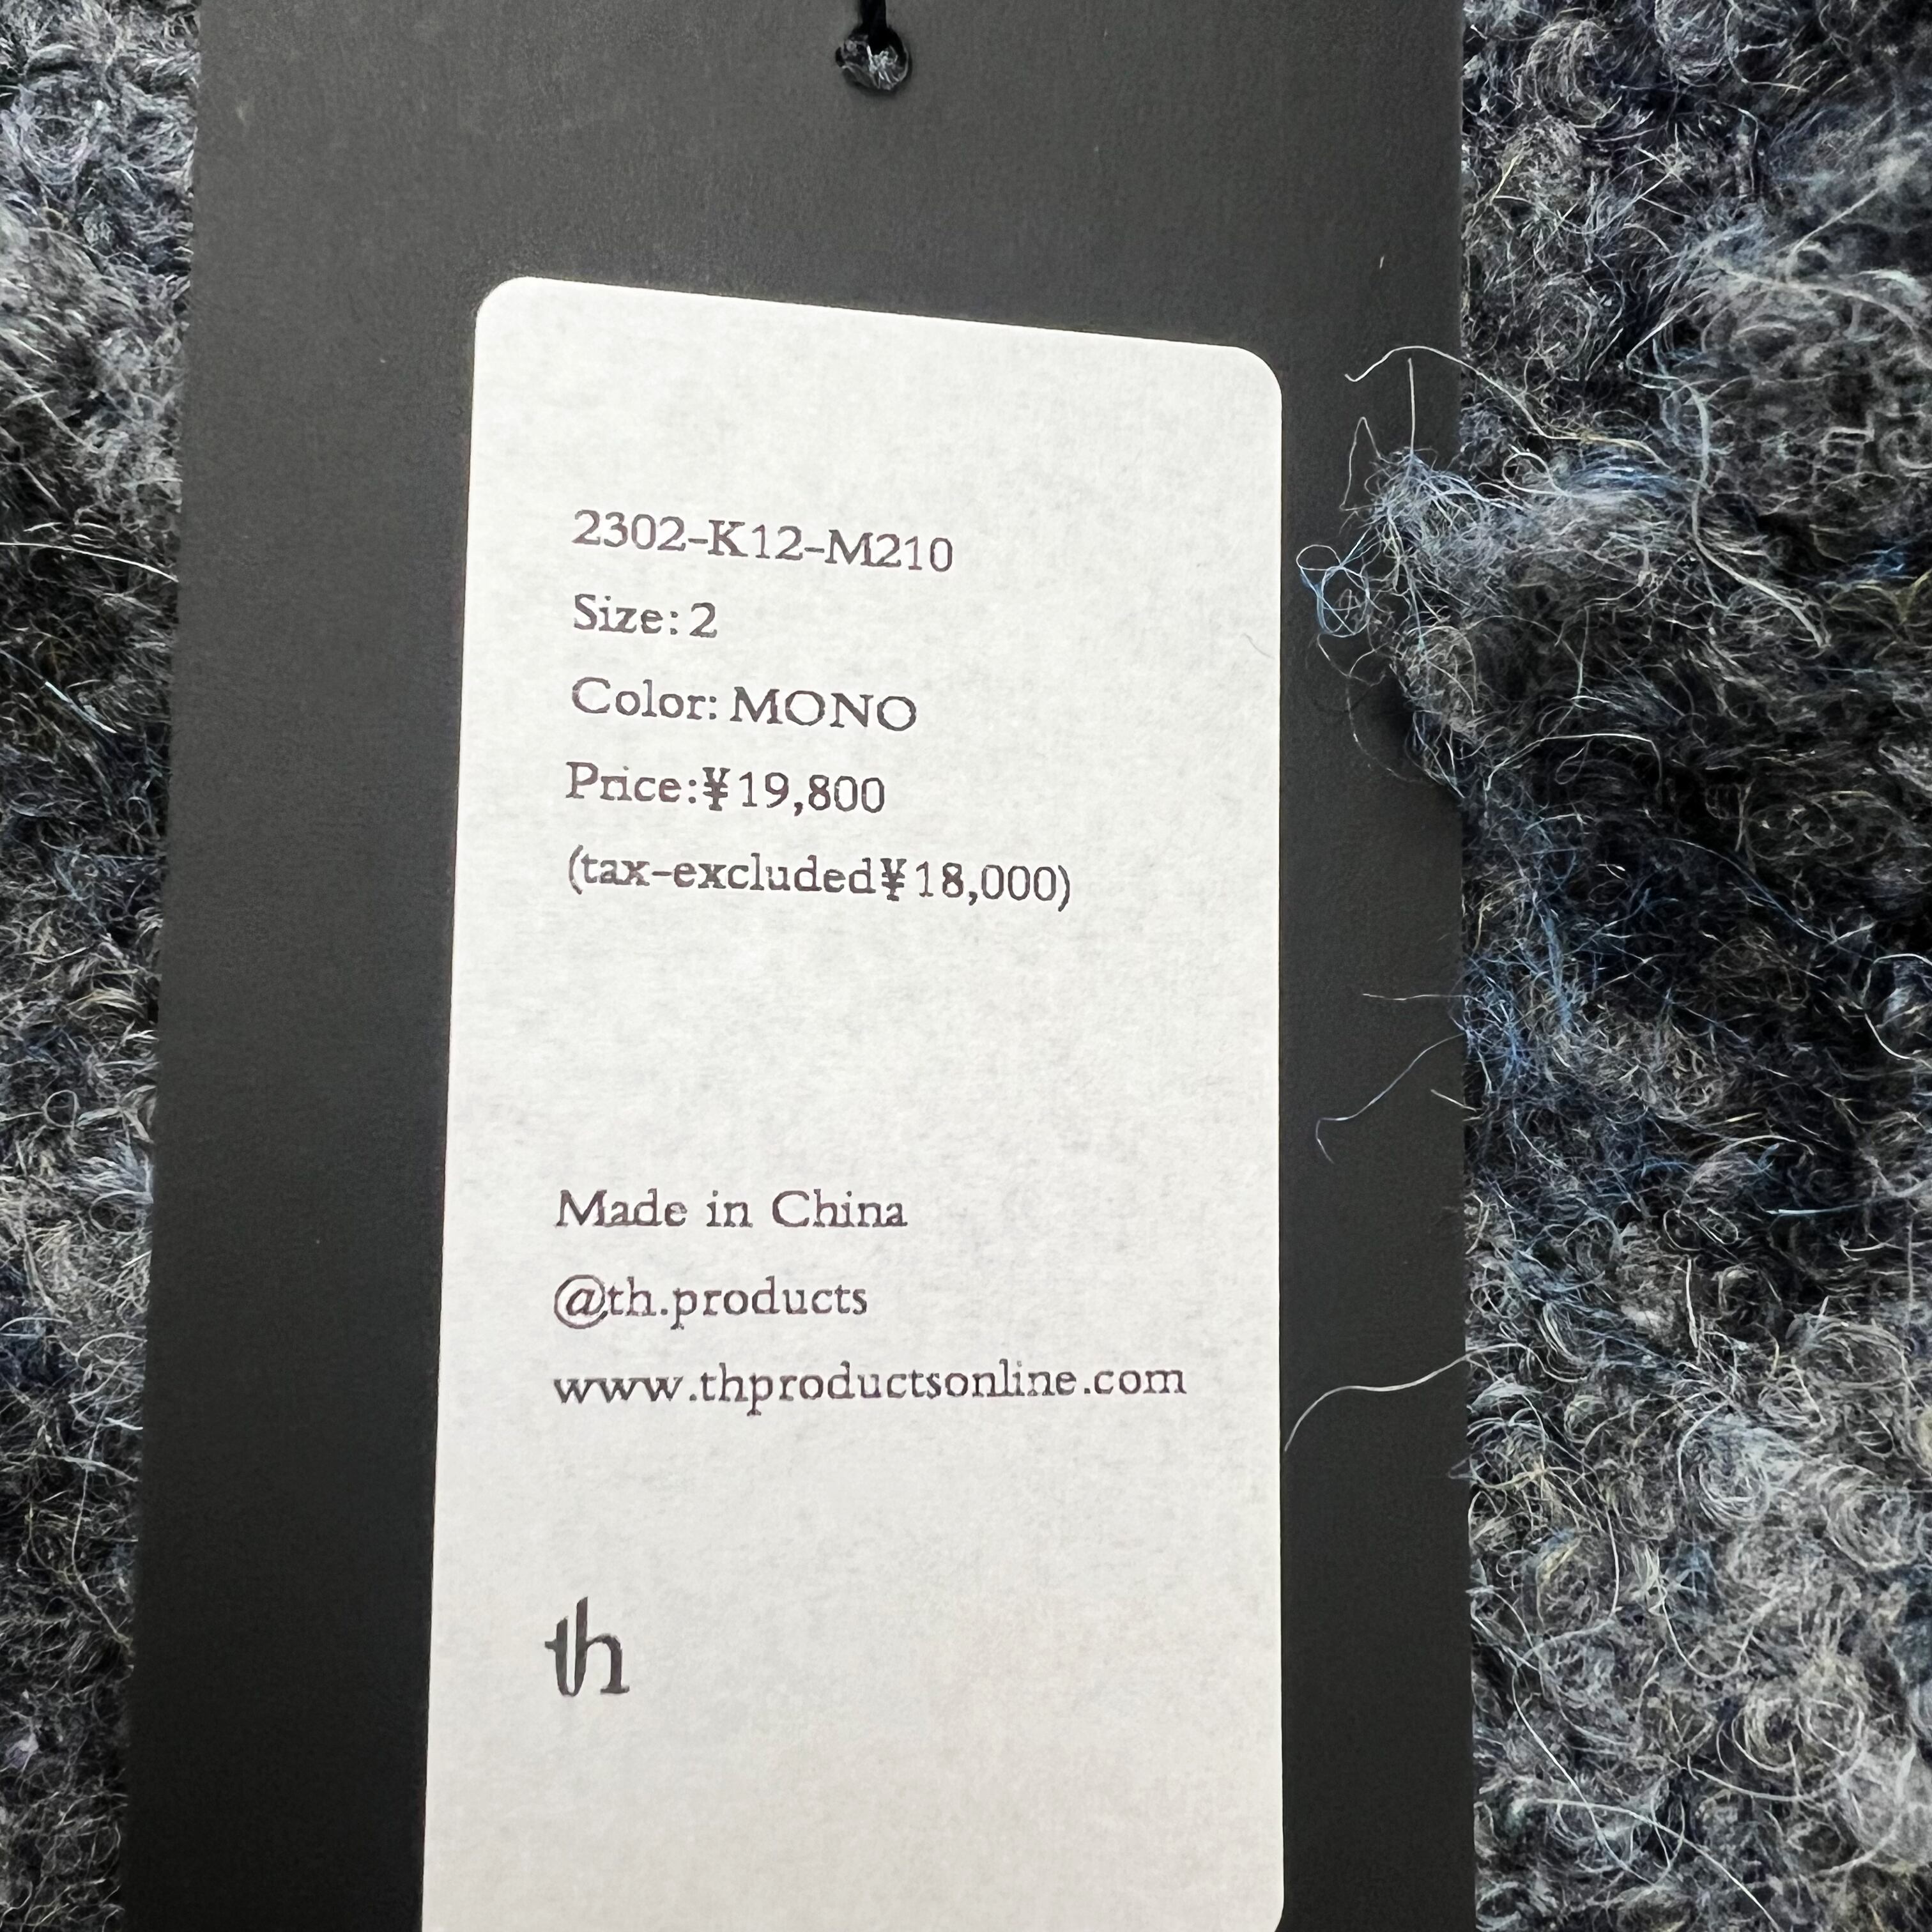 2302-K12-M210
Size:2
Color:MONO
Price:¥19,800
(tax-excluded¥18,000)
Made in China
@th.products
www.thproductsonline.com
th